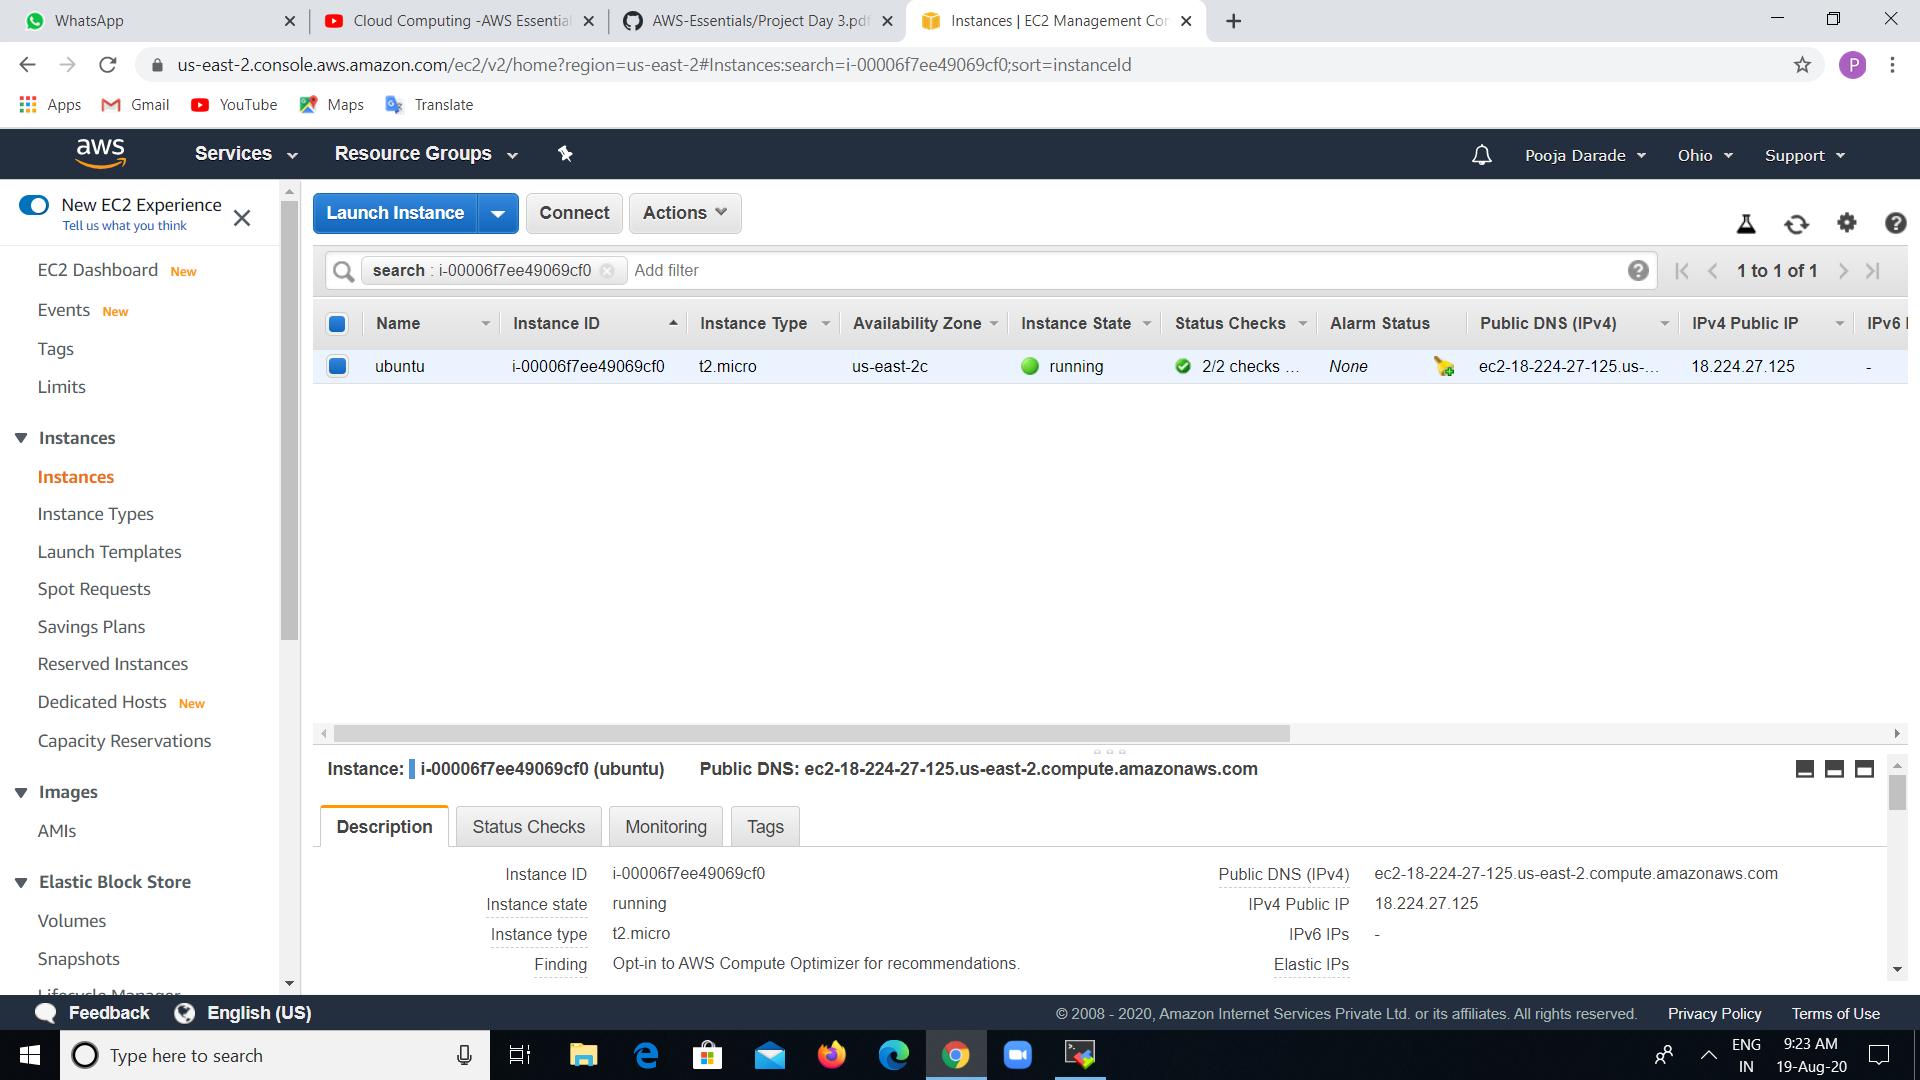 WhatsApp
Cloud Computing -AWS Essentia
AWS-Essentials/Project Day 3.pdf
Instances | EC2 Management Co
us-east-2.console.aws.amazon.com/ec2/v2/home?region=us-east-2#Instances:search=i-00006f7ee49069cf0;sort=instanceId
P
Apps Gmail YouTube Maps Translate
aws Services Resource Groups Pooja Darade Ohio Support
New EC2 Experience
Tell us what you think
EC2 Dashboard New
Events New
Tags
Limits
Instances
Instances
Instance Types
Launch Templates
Spot Requests
Savings Plans
Reserved Instances
Dedicated Hosts New
Capacity Reservations
Images
AMIs
Elastic Block Store
Volumes
Snapshots
Lifecycle Manager
Launch Instance Connect Actions
search : i-00006f7ee49069cf0 Add filter 1 to 1 of 1
Name Instance ID Instance Type Availability Zone Instance State Status Checks Alarm Status Public DNS (IPv4) IPv4 Public IP IPv6
ubuntu i-00006f7ee49069cf0 t2.micro us-east-2c running 2/2 checks ... None ec2-18-224-27-125.us-... 18.224.27.125 -
Instance: i-00006f7ee49069cf0 (ubuntu) Public DNS: ec2-18-224-27-125.us-east-2.compute.amazonaws.com
Description Status Checks Monitoring Tags
Instance ID i-00006f7ee49069cf0 Public DNS (IPv4) ec2-18-224-27-125.us-east-2.compute.amazonaws.com
Instance state running IPv4 Public IP 18.224.27.125
Instance type t2.micro IPv6 IPs -
Finding Opt-in to AWS Compute Optimizer for recommendations. Elastic IPs
Feedback English (US) © 2008 - 2020, Amazon Internet Services Private Ltd. or its affiliates. All rights reserved. Privacy Policy Terms of Use
Type here to search
ENG
IN
9:23 AM
19-Aug-20